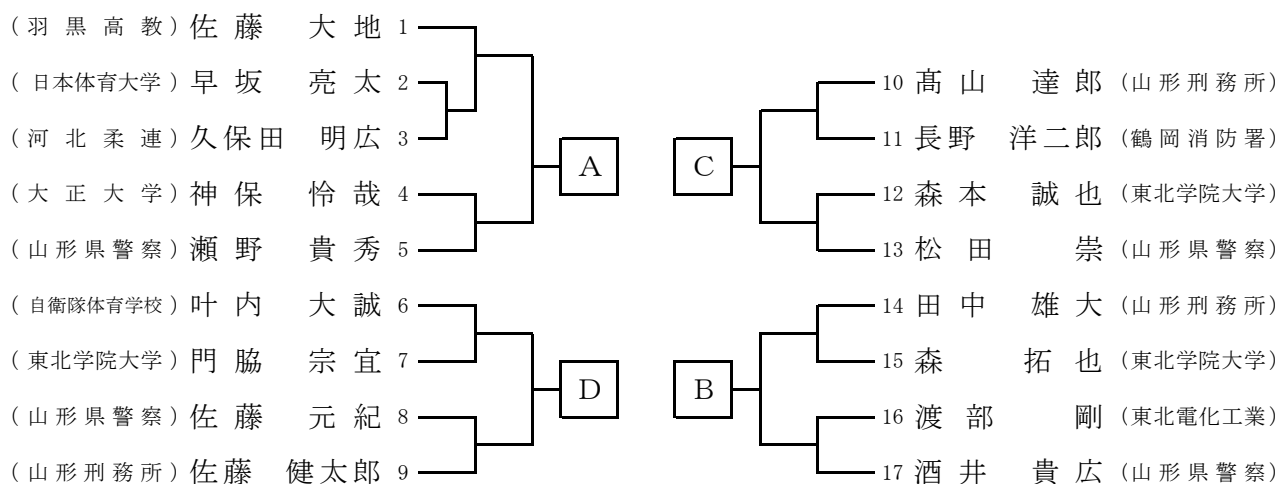 (羽黒高教) 佐藤 大地 1
(日本体育大学) 早坂 亮太 2
(河北柔連) 久保田 明広 3
A
(大正大学) 神保 怜哉 4
(山形県警察) 瀬野 貴秀 5
(自衛隊体育学校) 叶内 大誠 6
(東北学院大学) 門脇 宗宜 7
D
(山形県警察) 佐藤 元紀 8
(山形刑務所) 佐藤 健太郎 9
10 髙山 達郎 (山形刑務所)
11 長野 洋二郎 (鶴岡消防署)
C
12 森本 誠也 (東北学院大学)
13 松田 崇 (山形県警察)
14 田中 雄大 (山形刑務所)
15 森 拓也 (東北学院大学)
B
16 渡部 剛 (東北電化工業)
17 酒井 貴広 (山形県警察)